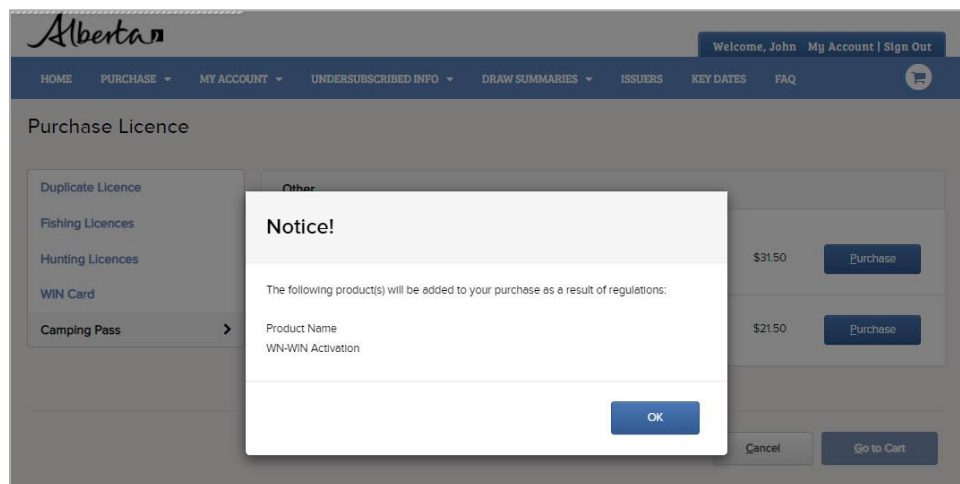 Alberta
Welcome, John My Account | Sign Out
HOME PURCHASE MY ACCOUNT UNDERSUBSCRIBED INFO DRAW SUMMARIES ISSUERS KEY DATES FAQ
Purchase Licence
Duplicate Licence
Fishing Licences
Hunting Licences
WIN Card
Camping Pass
Other
Notice!
The following product(s) will be added to your purchase as a result of regulations:
Product Name
WN-WIN Activation
OK
$31.50 Purchase
$21.50 Purchase
Cancel Go to Cart